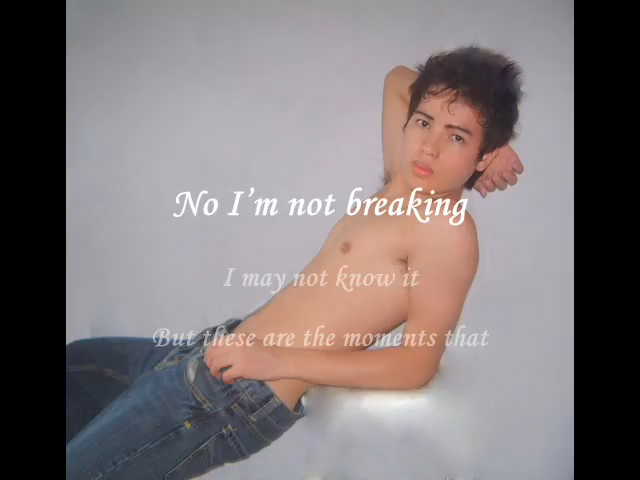 No I'm not breaking
I may not know it
But these are the moments that